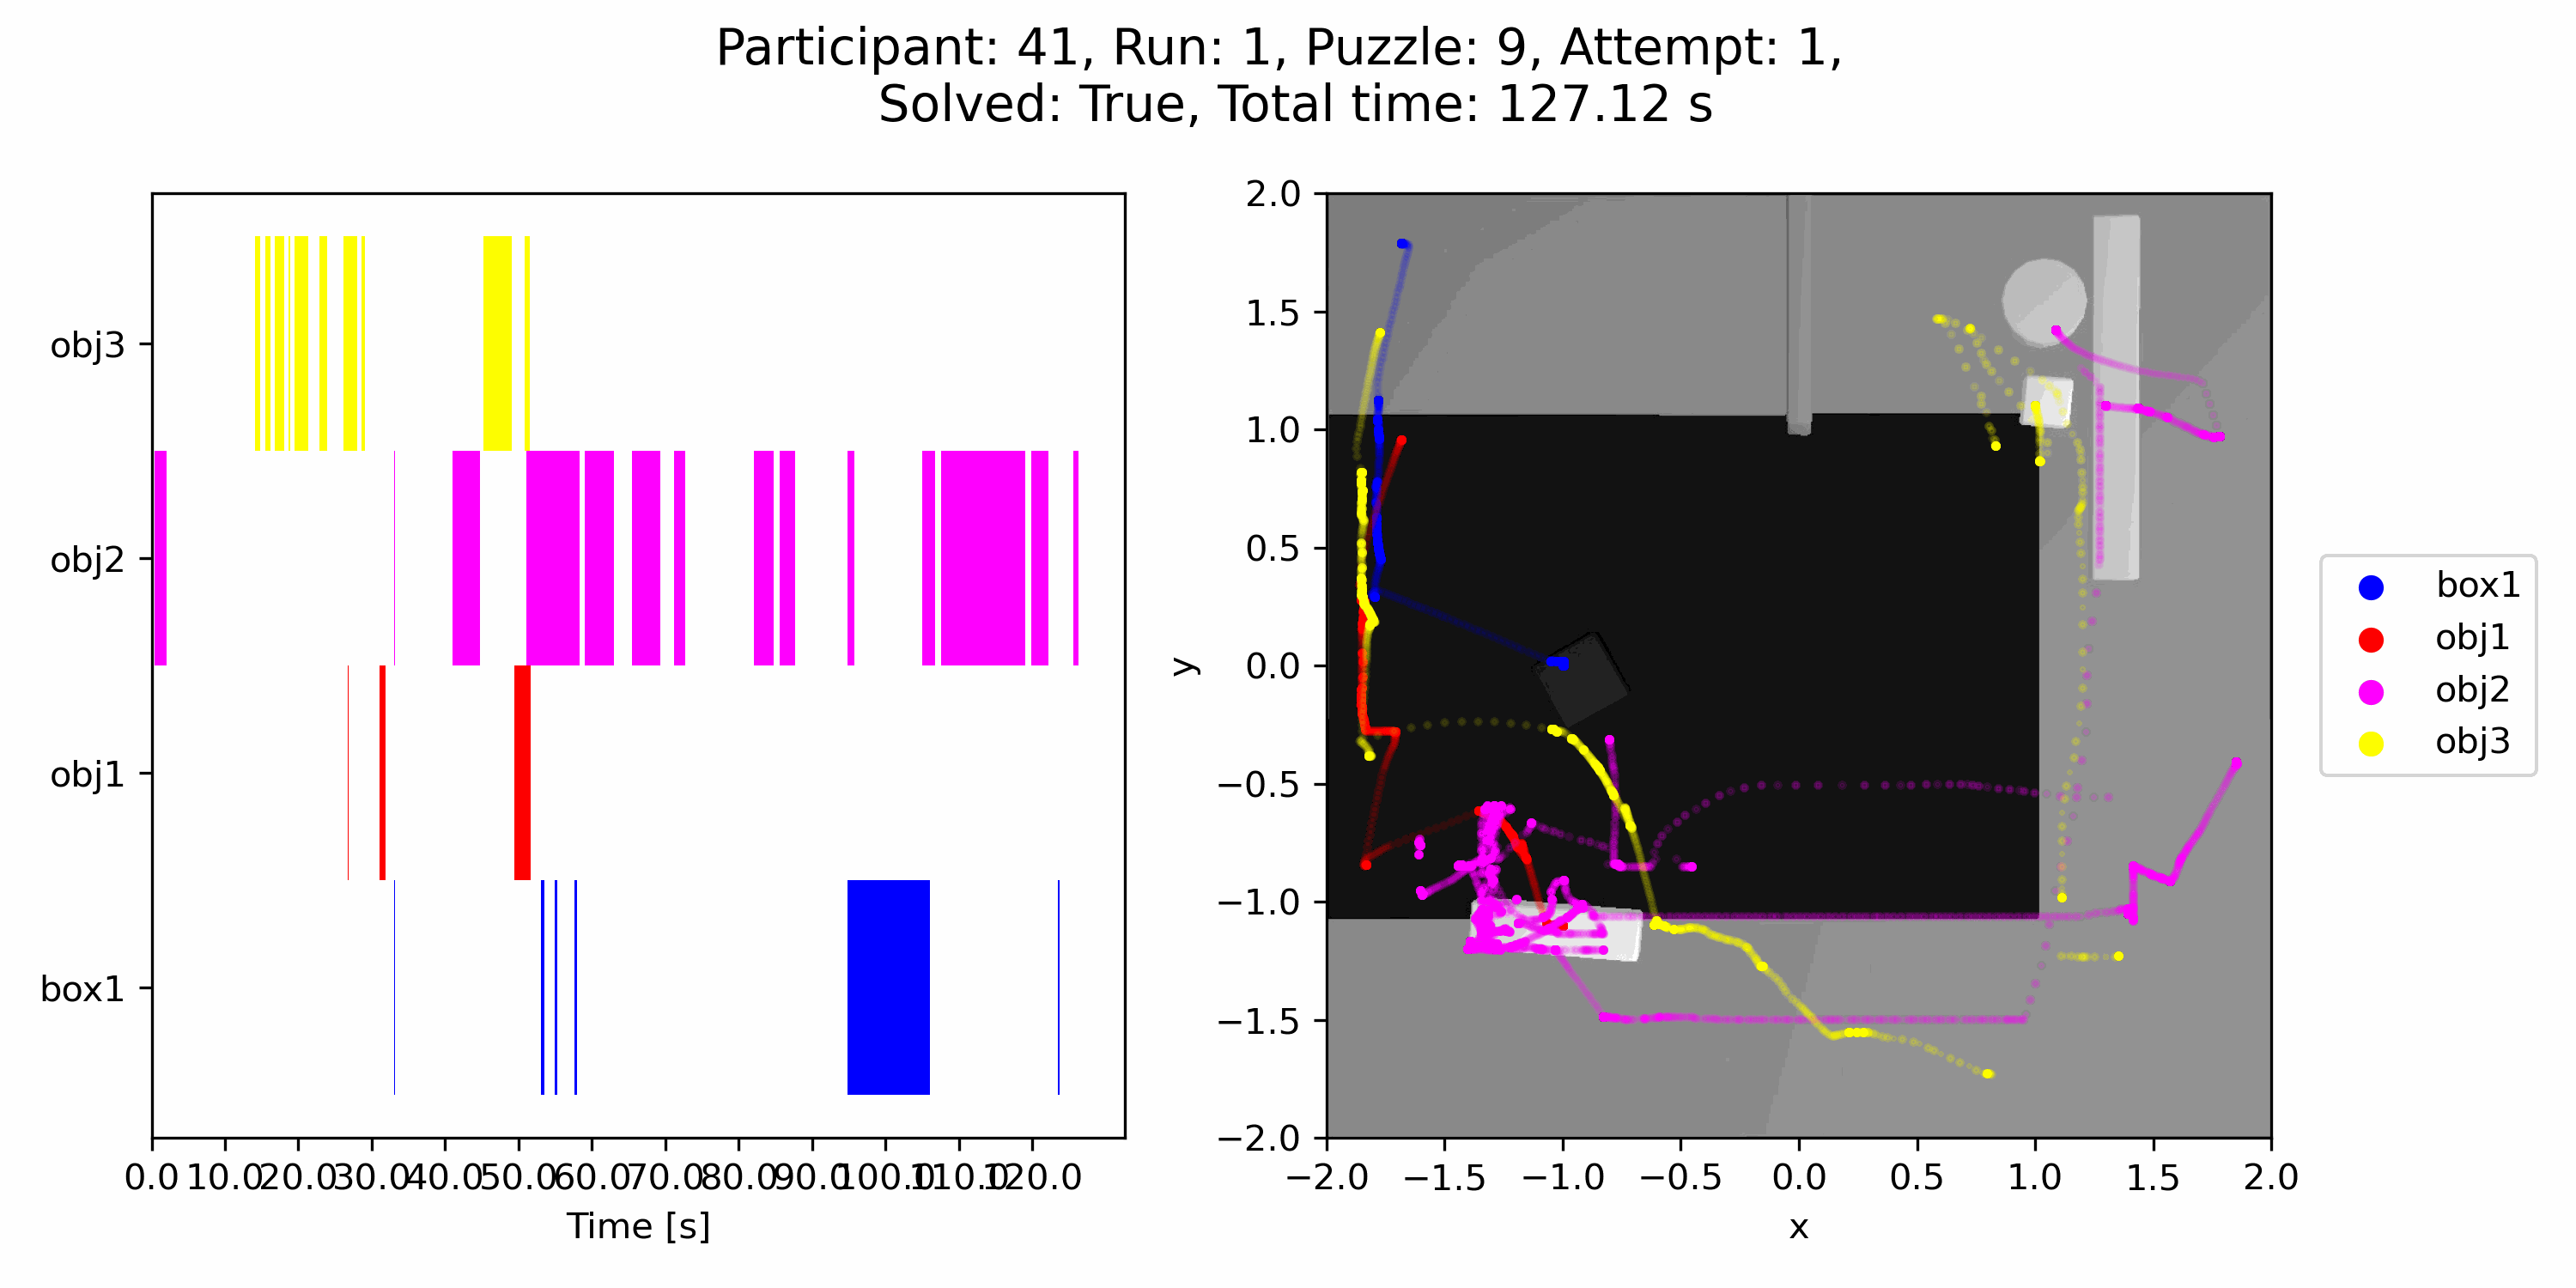 Participant: 41, Run: 1, Puzzle: 9, Attempt: 1,
Solved: True, Total time: 127.12 s
obj3
obj2
obj1
box1
0.0 10.0 20.0 30.0 40.0 50.0 60.0 70.0 80.0 90.0 100.0 110.0 120.0
Time [s]
2.0
1.5
1.0
0.5
0.0
−0.5
−1.0
−1.5
−2.0
y
−2.0 −1.5 −1.0 −0.5 0.0 0.5 1.0 1.5 2.0
x
box1
obj1
obj2
obj3